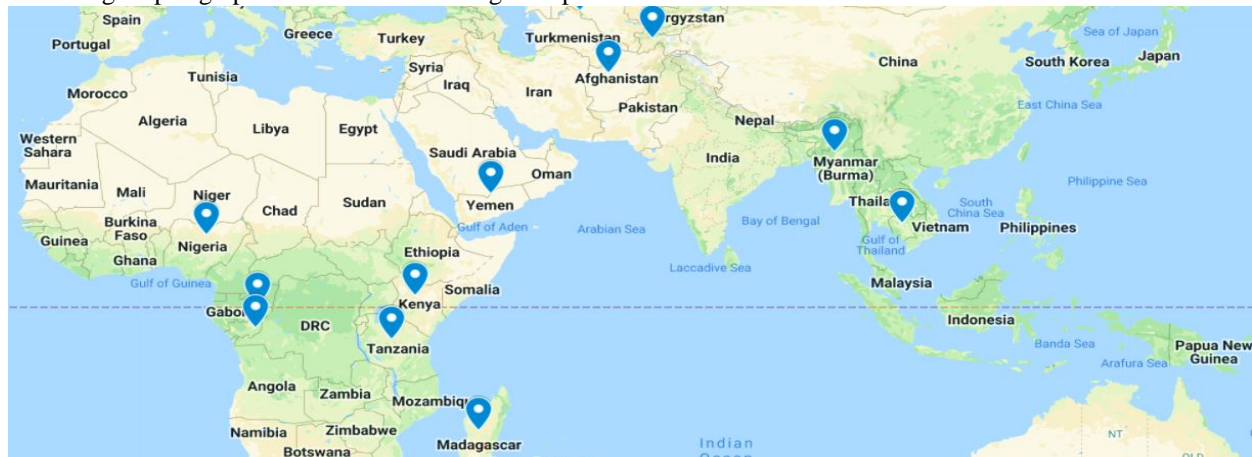 Spain
Portugal
Greece
Turkey
Turkmenistan
rgyzstan
Sea of Japan
China
South Korea
Japan
Tunisia
Syria
Afghanistan
Iraq
Iran
Morocco
Pakistan
East China Sea
Algeria
Libya
Egypt
Nepal
Western
Sahara
Saudi Arabia
India
Myanmar
(Burma)
Oman
Mauritania
Mali
Niger
Philippine Sea
Chad
Sudan
Yemen
Thaila
South
China Sea
Burkina
Faso
Gulf of Aden
Arabian Sea
Bay of Bengal
Vietnam
Philippines
Guinea
Nigeria
Ghana
Ethiopia
Gulf of
Thailand
Laccadive Sea
Gulf of Guinea
Somalia
Malaysia
Kenya
Gabo
DRC
Indonesia
Tanzania
Banda Sea
Papua New
Guinea
Arafura Sea
Angola
Zambia
Mozambiq
Namibia
Zimbabwe
Madagascar
Botswana
Indian
NT